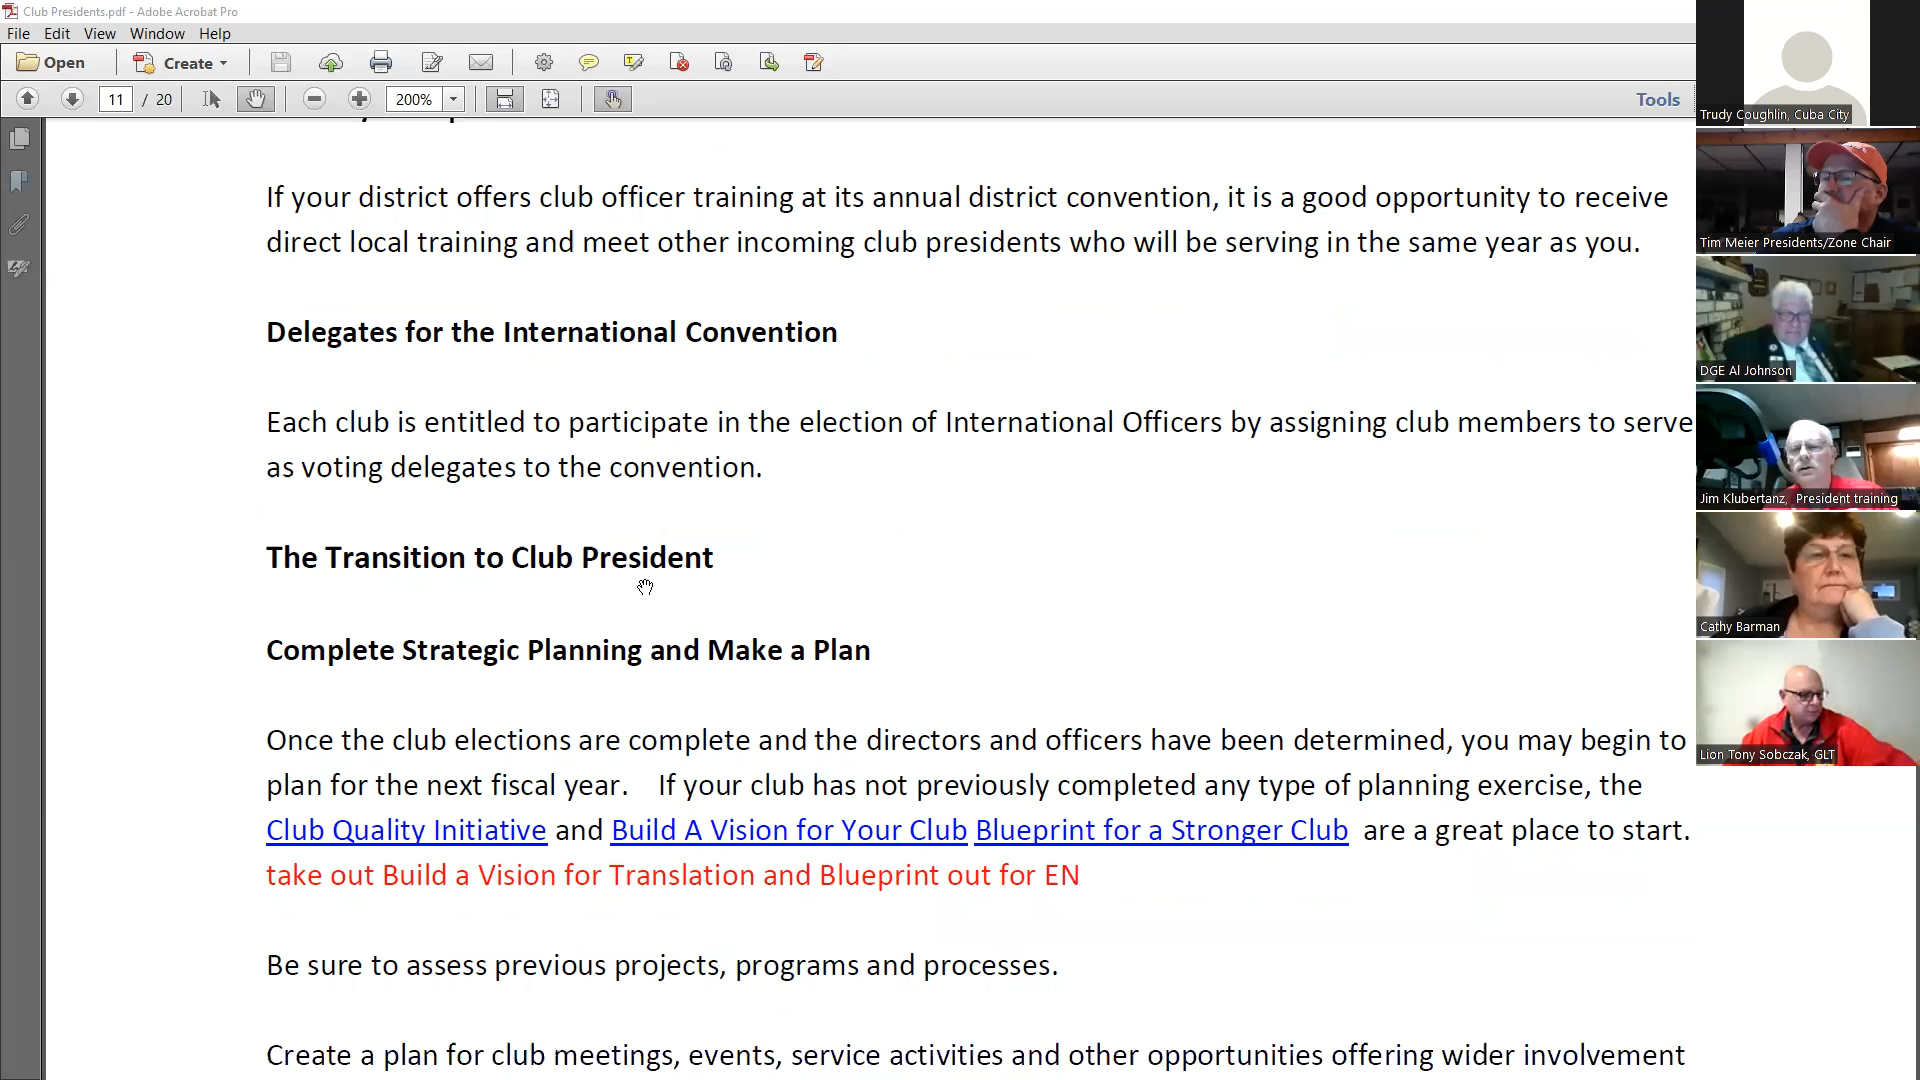 Club Presidents.pdf - Adobe Acrobat Pro
File Edit View Window Help
Open Create
11 / 20 200% Tools
If your district offers club officer training at its annual district convention, it is a good opportunity to receive
direct local training and meet other incoming club presidents who will be serving in the same year as you.
Delegates for the International Convention
Each club is entitled to participate in the election of International Officers by assigning club members to serve
as voting delegates to the convention.
The Transition to Club President
Complete Strategic Planning and Make a Plan
Once the club elections are complete and the directors and officers have been determined, you may begin to
plan for the next fiscal year. If your club has not previously completed any type of planning exercise, the
Club Quality Initiative and Build A Vision for Your Club Blueprint for a Stronger Club are a great place to start.
take out Build a Vision for Translation and Blueprint out for EN
Be sure to assess previous projects, programs and processes.
Create a plan for club meetings, events, service activities and other opportunities offering wider involvement
Trudy Coughlin, Cuba City
Tim Meier Presidents/Zone Chair
DGE Al Johnson
Jim Klubertanz, President training
Cathy Barman
Lion Tony Sobczak, GLT